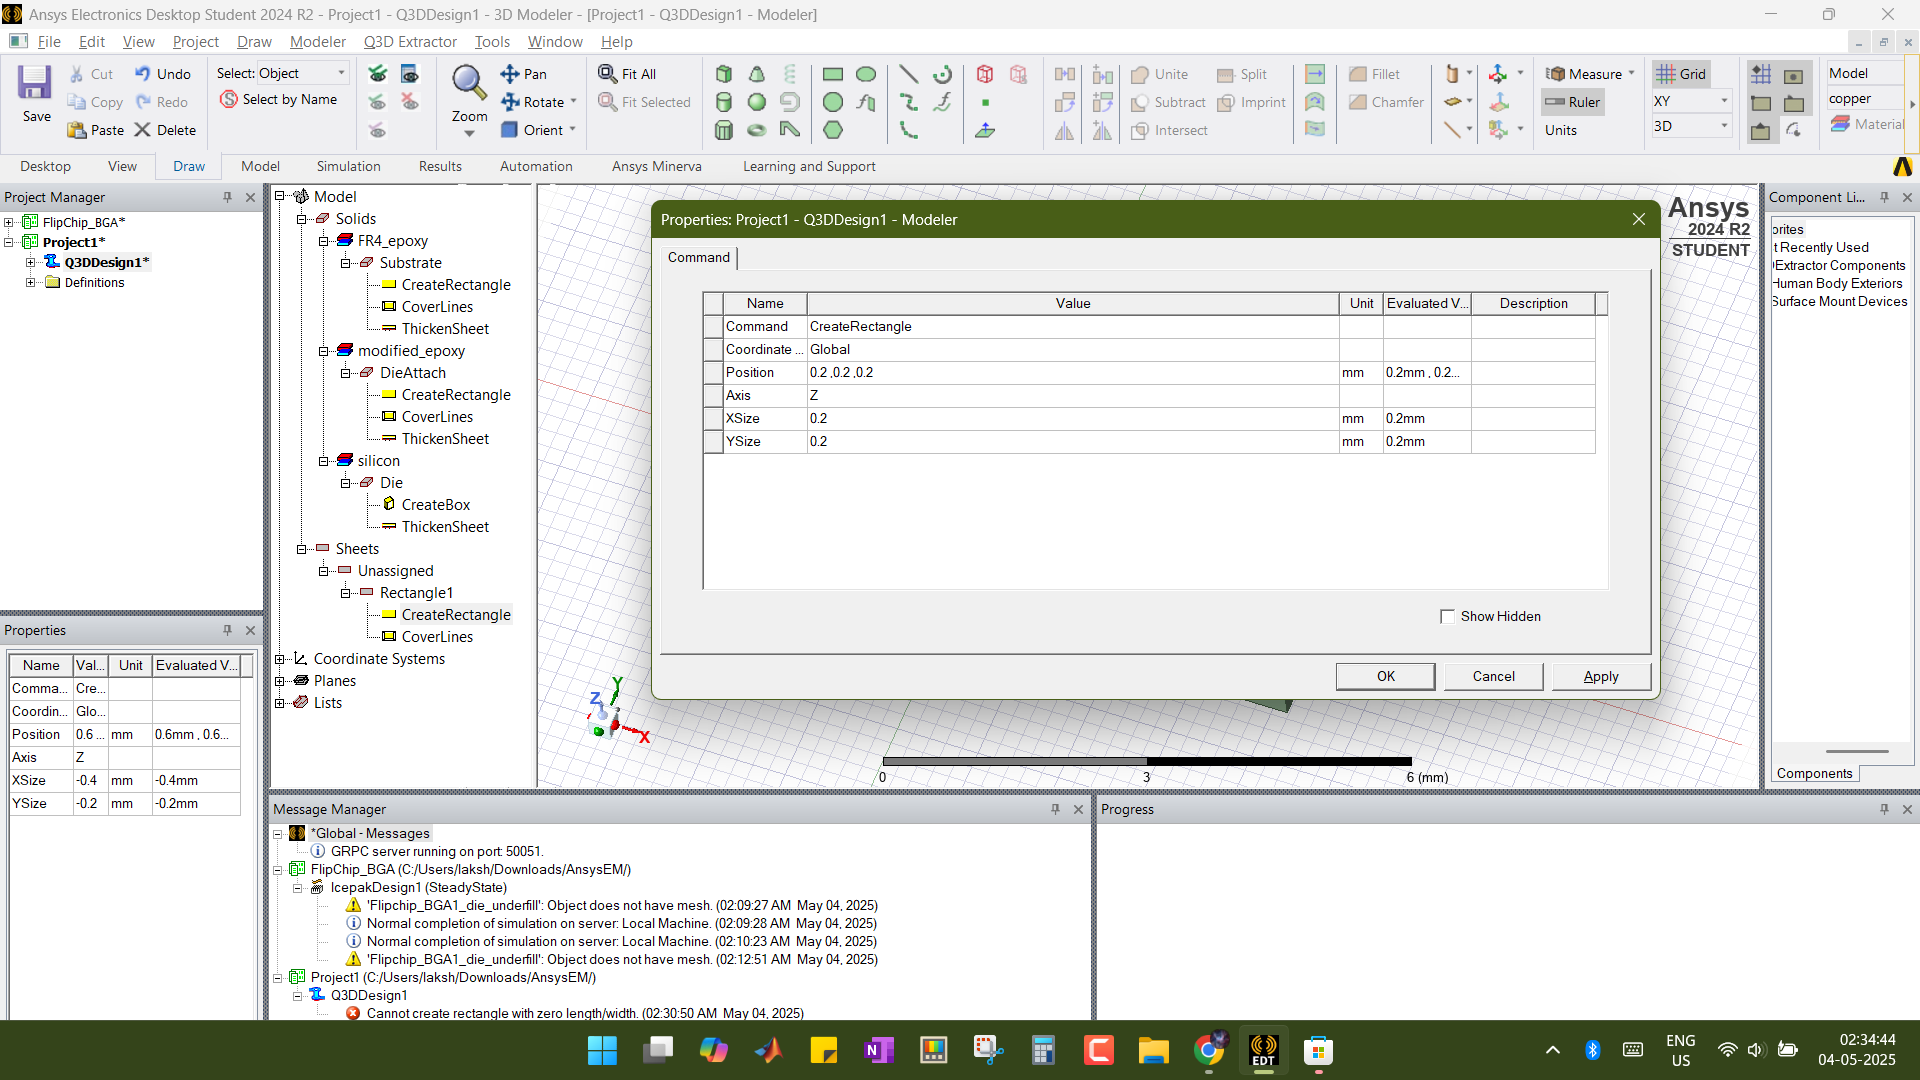 Ansys Electronics Desktop Student 2024 R2 - Project1 - Q3DDesign1 - 3D Modeler - [Project1 - Q3DDesign1 - Modeler]
File Edit View Project Draw Modeler Q3D Extractor Tools Window Help
Save
Cut
Copy
Paste
Undo
Redo
Delete
Select: Object
Select by Name
Zoom
Pan
Rotate
Orient
Fit All
Fit Selected
Unite
Subtract
Intersect
Split
Imprint
Fillet
Chamfer
Measure
Ruler
Units
Grid
XY
3D
Model
copper
Material
Desktop View Draw Model Simulation Results Automation Ansys Minerva Learning and Support
Project Manager
FlipChip_BGA*
Project1*
Q3DDesign1*
Definitions
Properties
Name Val... Unit Evaluated V...
Comma... Cre...
Coordin... Glo...
Position 0.6 ... mm 0.6mm , 0.6...
Axis Z
XSize -0.4 mm -0.4mm
YSize -0.2 mm -0.2mm
Model
Solids
FR4_epoxy
Substrate
CreateRectangle
CoverLines
ThickenSheet
modified_epoxy
DieAttach
CreateRectangle
CoverLines
ThickenSheet
silicon
Die
CreateBox
ThickenSheet
Sheets
Unassigned
Rectangle1
CreateRectangle
CoverLines
Coordinate Systems
Planes
Lists
Properties: Project1 - Q3DDesign1 - Modeler
Command
Name Value Unit Evaluated V... Description
Command CreateRectangle
Coordinate ... Global
Position 0.2 ,0.2 ,0.2 mm 0.2mm , 0.2...
Axis Z
XSize 0.2 mm 0.2mm
YSize 0.2 mm 0.2mm
Show Hidden
OK Cancel Apply
Ansys
2024 R2
STUDENT
Z Y X
0 3 6 (mm)
Component Li...
orites
t Recently Used
Extractor Components
Human Body Exteriors
Surface Mount Devices
Components
Message Manager
*Global - Messages
GRPC server running on port: 50051.
FlipChip_BGA (C:/Users/laksh/Downloads/AnsysEM/)
IcepakDesign1 (SteadyState)
'Flipchip_BGA1_die_underfill': Object does not have mesh. (02:09:27 AM May 04, 2025)
Normal completion of simulation on server: Local Machine. (02:09:28 AM May 04, 2025)
Normal completion of simulation on server: Local Machine. (02:10:23 AM May 04, 2025)
'Flipchip_BGA1_die_underfill': Object does not have mesh. (02:12:51 AM May 04, 2025)
Project1 (C:/Users/laksh/Downloads/AnsysEM/)
Q3DDesign1
Cannot create rectangle with zero length/width. (02:30:50 AM May 04, 2025)
Progress
EDT
ENG
US
02:34:44
04-05-2025